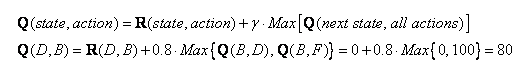 Q(state, action) = R(state, action) + γ · Max[Q(next state, all actions)]
Q(D, B) = R(D, B) + 0.8 · Max{Q(B, D), Q(B, F)} = 0 + 0.8 · Max{0, 100} = 80